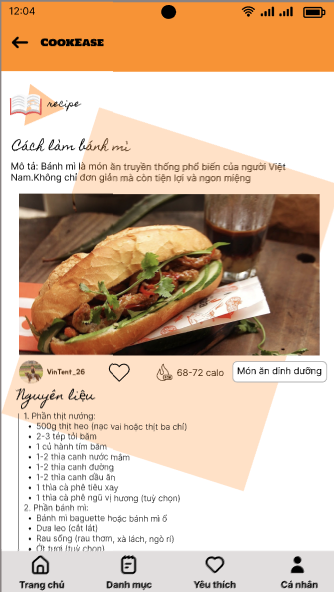 12:04
COOKEASE
recipe
Cách làm bánh mì
Mô tả: Bánh mì là món ăn truyền thống phổ biến của người Việt
Nam.Không chỉ đơn giản mà còn tiện lợi và ngon miệng
VinTent_26
68-72 calo
Món ăn dinh dưỡng
Nguyên liệu
1. Phần thịt nướng:
• 500g thịt heo (nạc vai hoặc thịt ba chỉ)
• 2-3 tép tỏi băm
• 1 củ hành tím băm
• 1-2 thìa canh nước mắm
• 1-2 thìa canh đường
• 1-2 thìa canh dầu ăn
• 1 thìa cà phê tiêu xay
• 1 thìa cà phê ngũ vị hương (tuỳ chọn)
2. Phần bánh mì:
• Bánh mì baguette hoặc bánh mì ổ
• Dưa leo (cắt lát)
• Rau sống (rau thơm, xà lách, ngò rí)
• Ớt tươi (tuỳ chọn)
Trang chủ
Danh mục
Yêu thích
Cá nhân